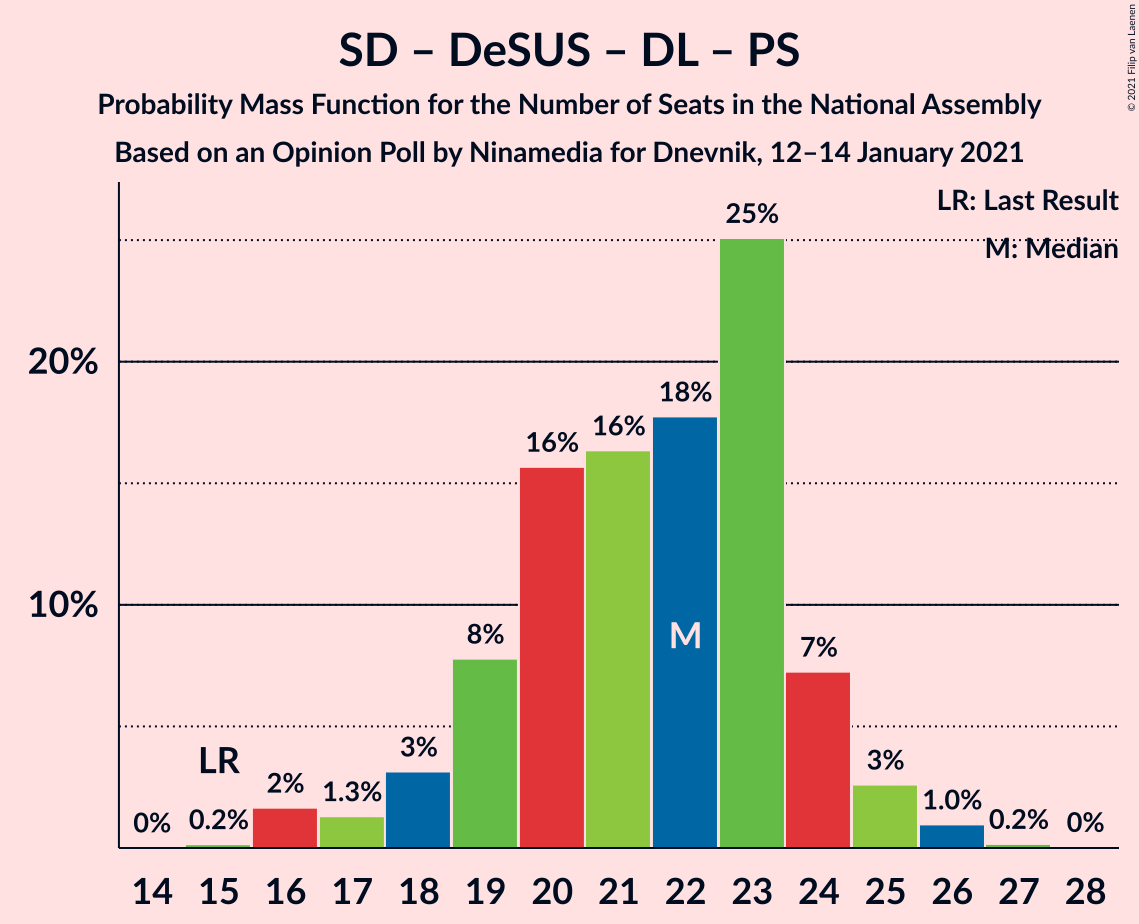 SD – DeSUS – DL – PS
Probability Mass Function for the Number of Seats in the National Assembly
Based on an Opinion Poll by Ninamedia for Dnevnik, 12–14 January 2021
© 2021 Filip van Laenen
LR: Last Result
M: Median
20%
10%
0%
0.2%
LR
2%
1.3%
3%
8%
16%
16%
18%
M
25%
7%
3%
1.0%
0.2%
0%
14 15 16 17 18 19 20 21 22 23 24 25 26 27 28